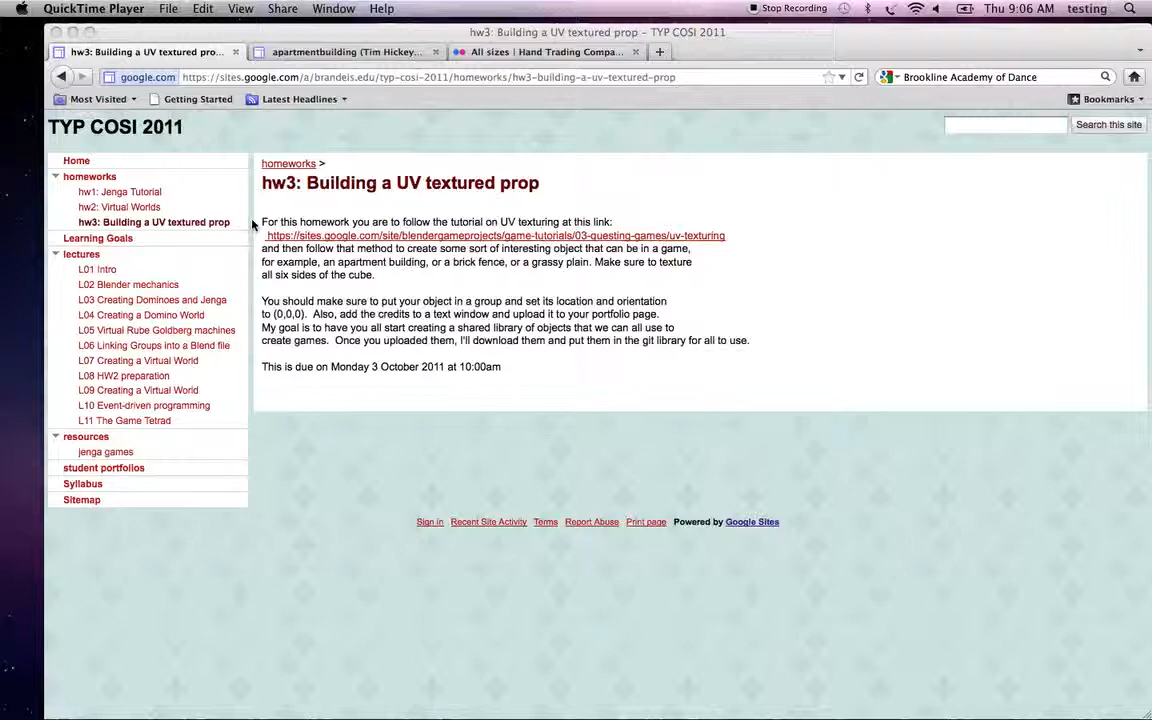 QuickTime Player File Edit View Share Window Help Stop Recording Thu 9:06 AM testing
hw3: Building a UV textured prop – TYP COSI 2011
hw3: Building a UV textured pro... × apartmentbuilding (Tim Hickey,... × All sizes | Hand Trading Compa... × +
google.com https://sites.google.com/a/brandeis.edu/typ-cosi-2011/homeworks/hw3-building-a-uv-textured-prop Brookline Academy of Dance
Most Visited Getting Started Latest Headlines Bookmarks
TYP COSI 2011
Search this site
Home
homeworks
hw1: Jenga Tutorial
hw2: Virtual Worlds
hw3: Building a UV textured prop
Learning Goals
lectures
L01 Intro
L02 Blender mechanics
L03 Creating Dominoes and Jenga
L04 Creating a Domino World
L05 Virtual Rube Goldberg machines
L06 Linking Groups into a Blend file
L07 Creating a Virtual World
L08 HW2 preparation
L09 Creating a Virtual World
L10 Event-driven programming
L11 The Game Tetrad
resources
jenga games
student portfolios
Syllabus
Sitemap
homeworks >
hw3: Building a UV textured prop
For this homework you are to follow the tutorial on UV texturing at this link:
https://sites.google.com/site/blendergameprojects/game-tutorials/03-questing-games/uv-texturing
and then follow that method to create some sort of interesting object that can be in a game,
for example, an apartment building, or a brick fence, or a grassy plain. Make sure to texture
all six sides of the cube.
You should make sure to put your object in a group and set its location and orientation
to (0,0,0). Also, add the credits to a text window and upload it to your portfolio page.
My goal is to have you all start creating a shared library of objects that we can all use to
create games. Once you uploaded them, I'll download them and put them in the git library for all to use.
This is due on Monday 3 October 2011 at 10:00am
Sign in Recent Site Activity Terms Report Abuse Print page Powered by Google Sites